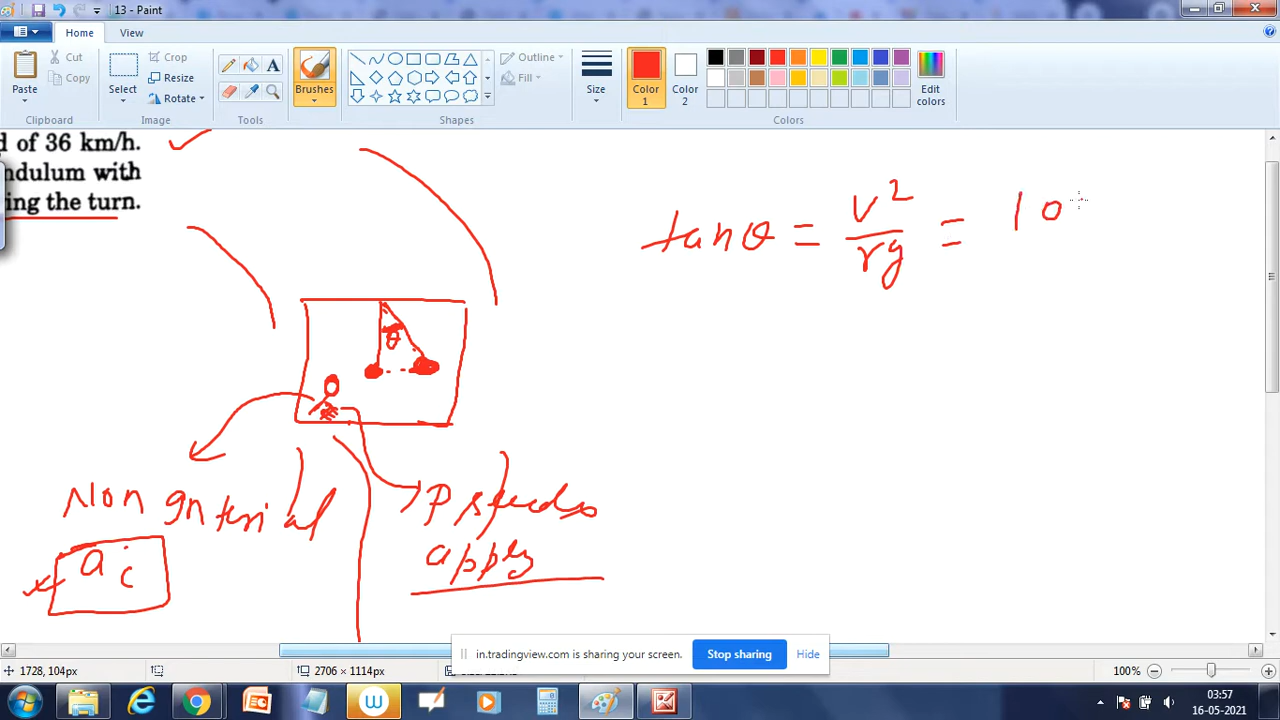 13 - Paint
Home
View
Paste
Cut
Copy
Clipboard
Select
Crop
Resize
Rotate
Image
Tools
Brushes
Shapes
Outline
Fill
Size
Color 1
Color 2
Edit colors
Colors
d of 36 km/h.
ndulum with
ing the turn.
tanθ = v² / rg = 10
θ
Non Intertial
P suedso
apply
a c
in.tradingview.com is sharing your screen.
Stop sharing
Hide
1728, 104px
2706 × 1114px
100%
03:57
16-05-2021